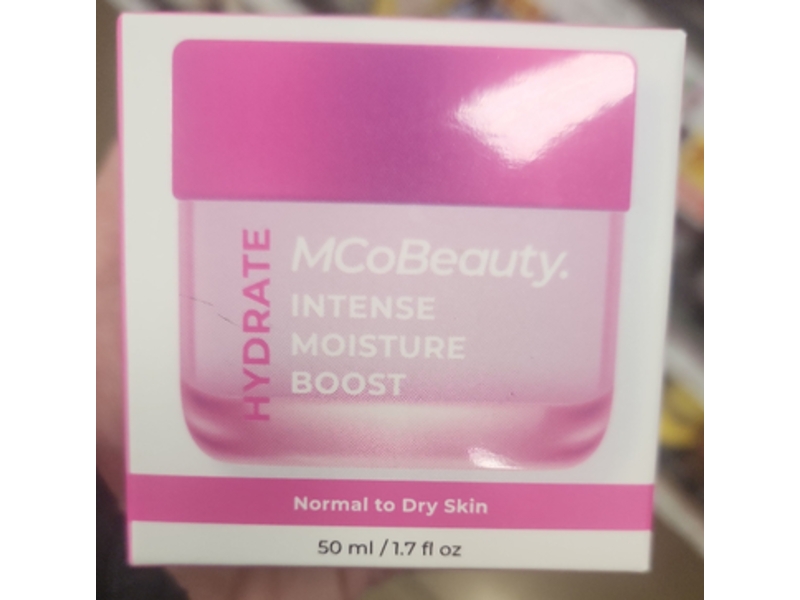 HYDRATE
MCoBeauty.
INTENSE
MOISTURE
BOOST
Normal to Dry Skin
50 ml / 1.7 fl oz